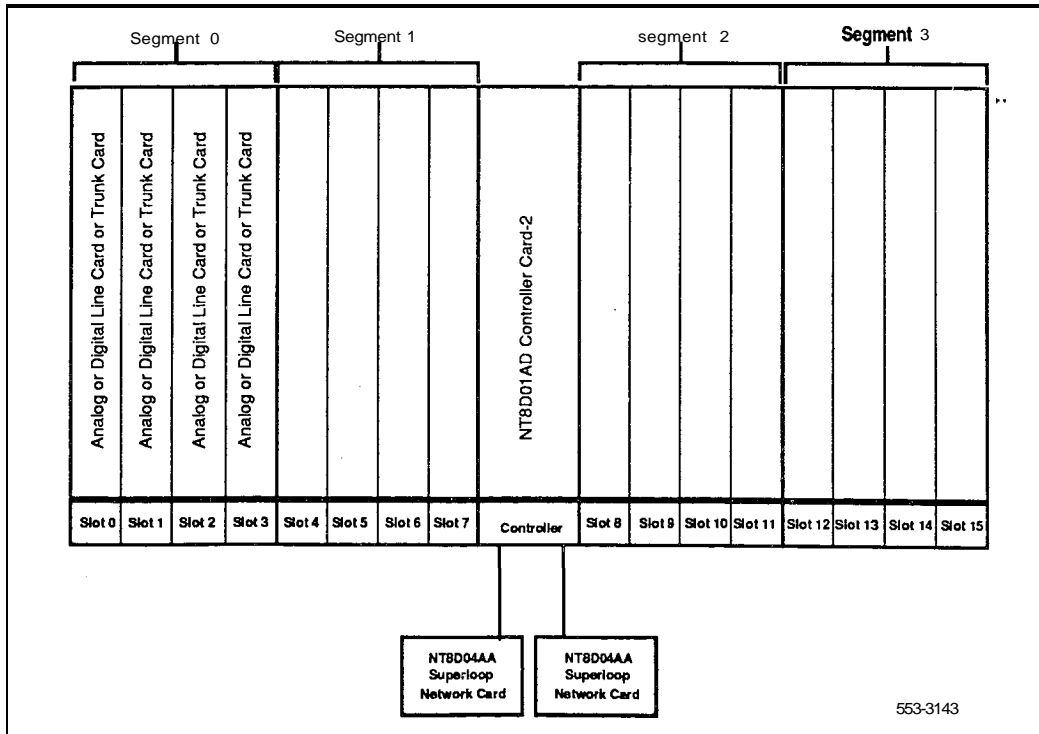 Segment 0
Segment 1
segment 2
Segment 3
Analog or Digital Line Card or Trunk Card
Analog or Digital Line Card or Trunk Card
Analog or Digital Line Card or Trunk Card
Analog or Digital Line Card or Trunk Card
NT8D01AD Controller Card-2
Slot 0
Slot 1
Slot 2
Slot 3
Slot 4
Slot 5
Slot 6
Slot 7
Controller
Slot 8
Slot 9
Slot 10
Slot 11
Slot 12
Slot 13
Slot 14
Slot 15
NT8D04AA
Superloop
Network Card
NT8D04AA
Superloop
Network Card
553-3143